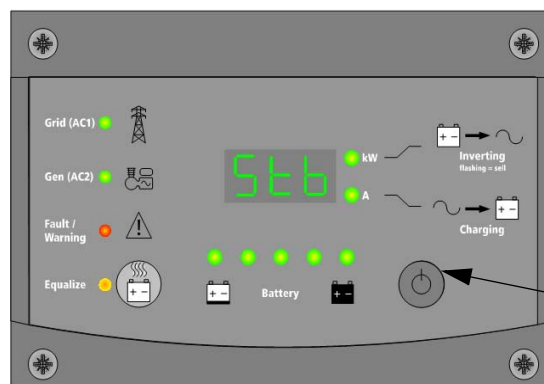 Grid (AC1)
Gen (AC2)
Fault /
Warning
Equalize
Stb
kW
A
Inverting
flashing = sell
Charging
Battery